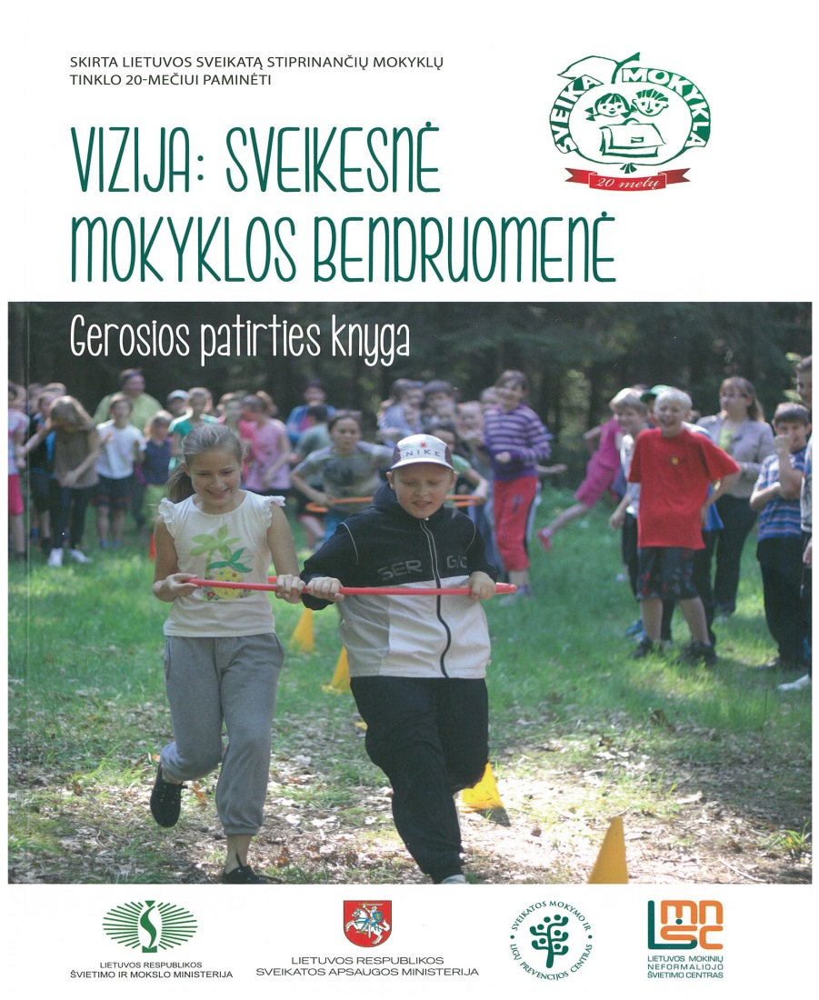 SKIRTA LIETUVOS SVEIKATĄ STIPRINANČIŲ MOKYKLŲ
TINKLO 20-MEČIUI PAMINĖTI
SVEIKA MOKYKLA
20 metų
VIZIJA: SVEIKESNĖ
MOKYKLOS BENDRUOMENĖ
Gerosios patirties knyga
NIKE
SER GIO
LIETUVOS RESPUBLIKOS
ŠVIETIMO IR MOKSLO MINISTERIJA
LIETUVOS RESPUBLIKOS
SVEIKATOS APSAUGOS MINISTERIJA
SVEIKATOS MOKYMO IR
LIGŲ PREVENCIJOS CENTRAS
LMNŠC
LIETUVOS MOKINIŲ
NEFORMALIOJO
ŠVIETIMO CENTRAS